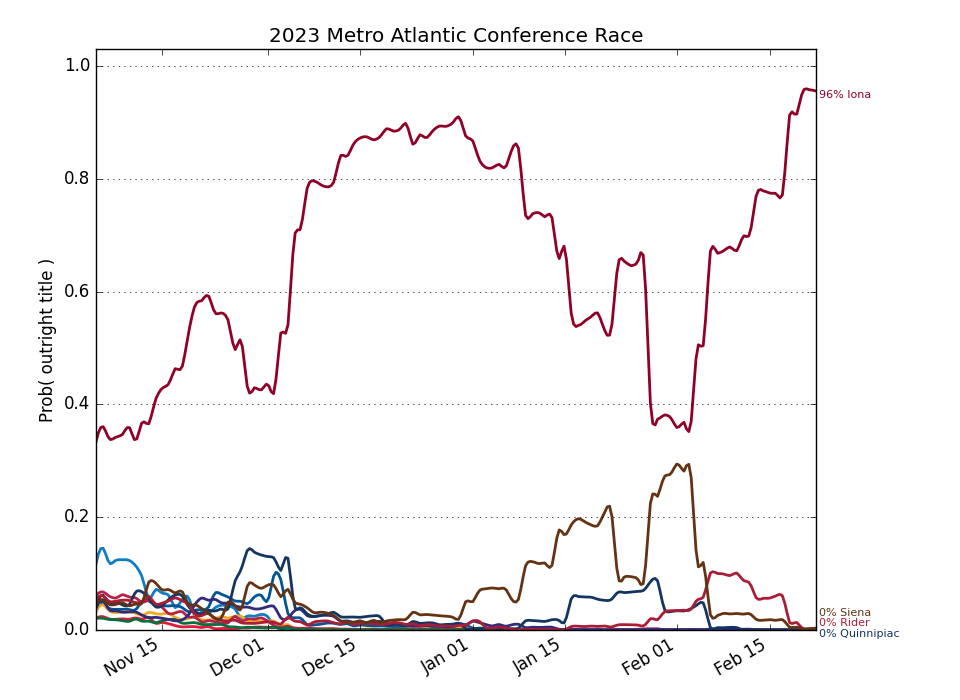 2023 Metro Atlantic Conference Race
Prob( outright title )
1.0
0.8
0.6
0.4
0.2
0.0
Nov 15
Dec 01
Dec 15
Jan 01
Jan 15
Feb 01
Feb 15
96% Iona
0% Siena
0% Rider
0% Quinnipiac